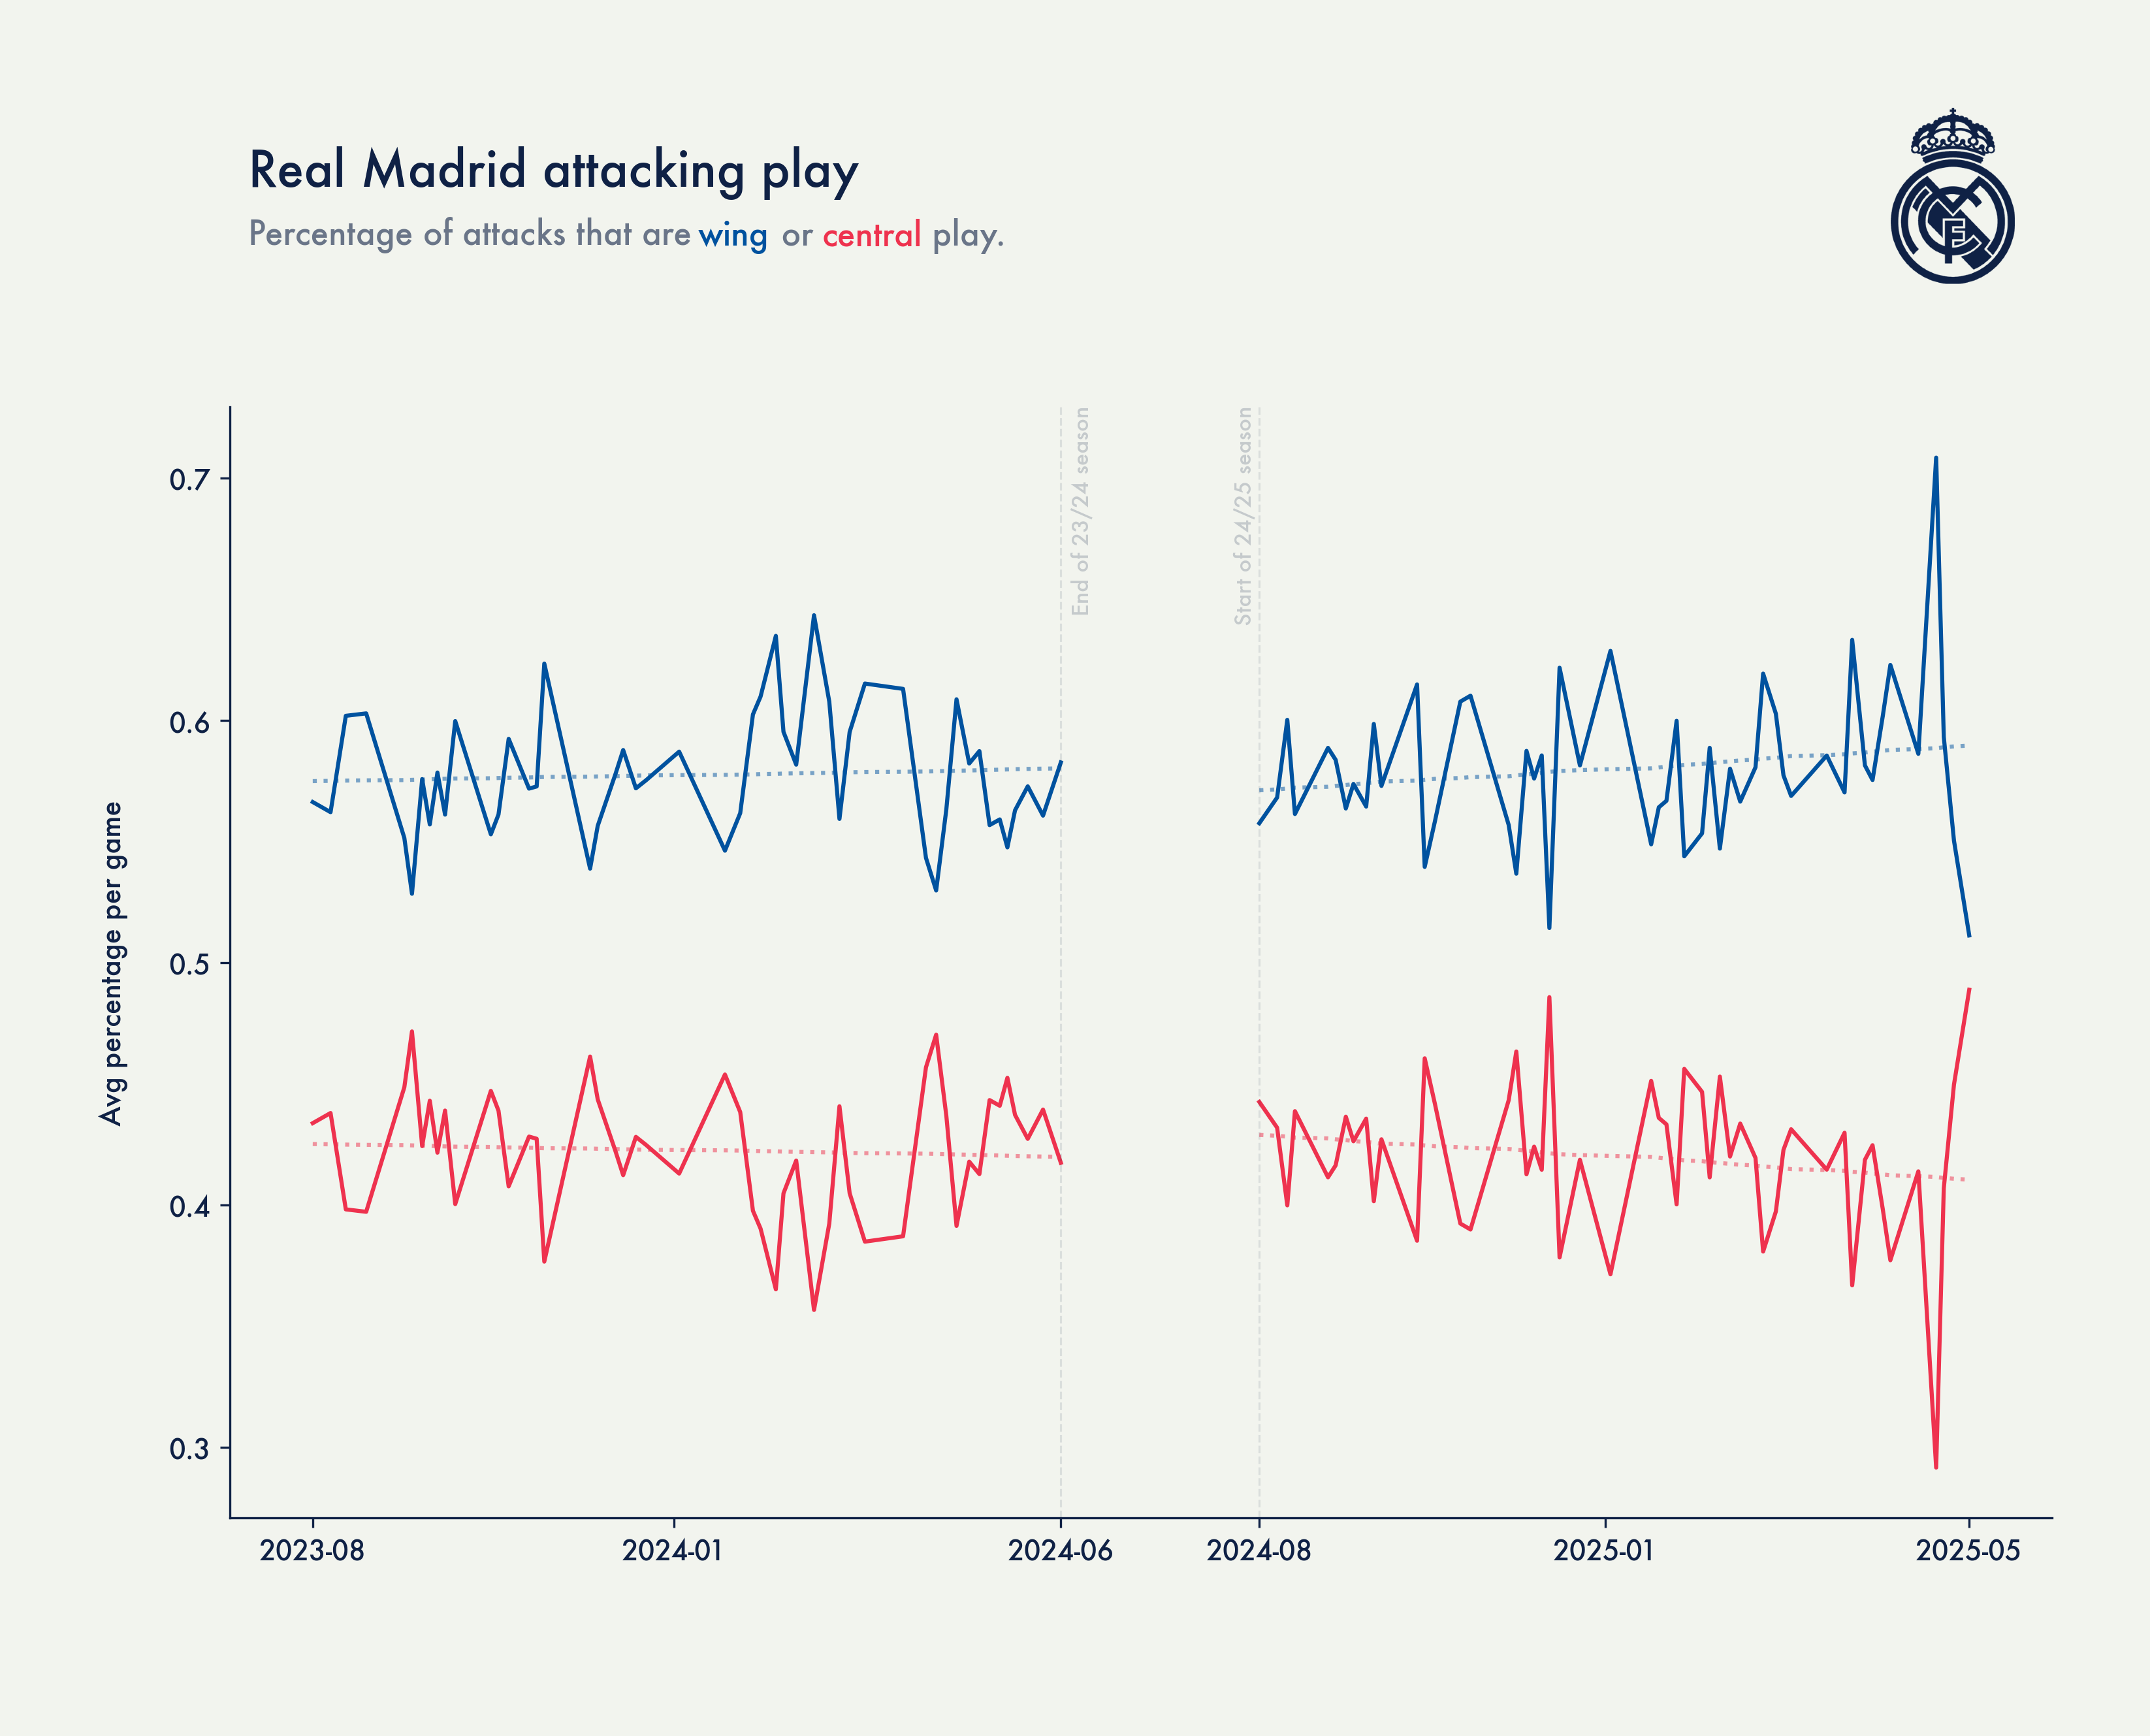 Real Madrid attacking play
Percentage of attacks that are wing or central play.
End of 23/24 season
Start of 24/25 season
Avg percentage per game
0.7
0.6
0.5
0.4
0.3
2023-08
2024-01
2024-06
2024-08
2025-01
2025-05